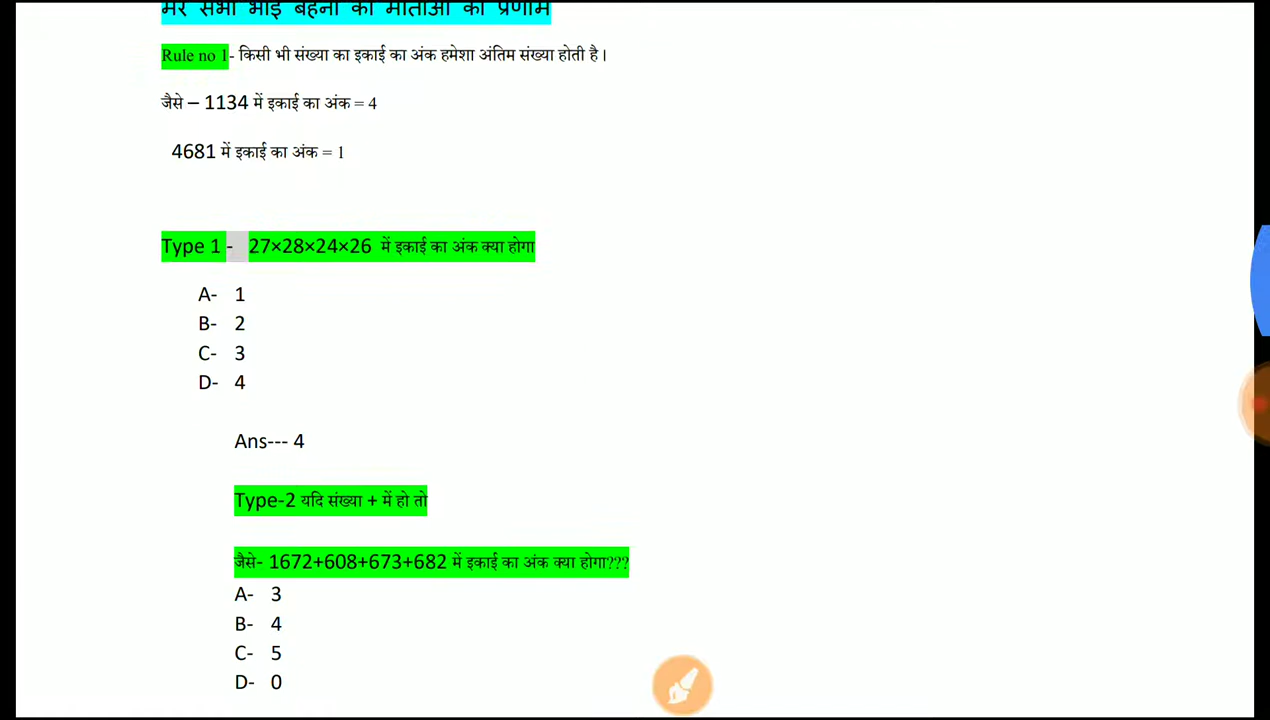 मेरे सभी भाई बहनों को माताओं को प्रणाम
Rule no 1- किसी भी संख्या का इकाई का अंक हमेशा अंतिम संख्या होती है।
जैसे – 1134 में इकाई का अंक = 4
4681 में इकाई का अंक = 1
Type 1 - 27×28×24×26 में इकाई का अंक क्या होगा
A- 1
B- 2
C- 3
D- 4
Ans--- 4
Type-2 यदि संख्या + में हो तो
जैसे- 1672+608+673+682 में इकाई का अंक क्या होगा???
A- 3
B- 4
C- 5
D- 0